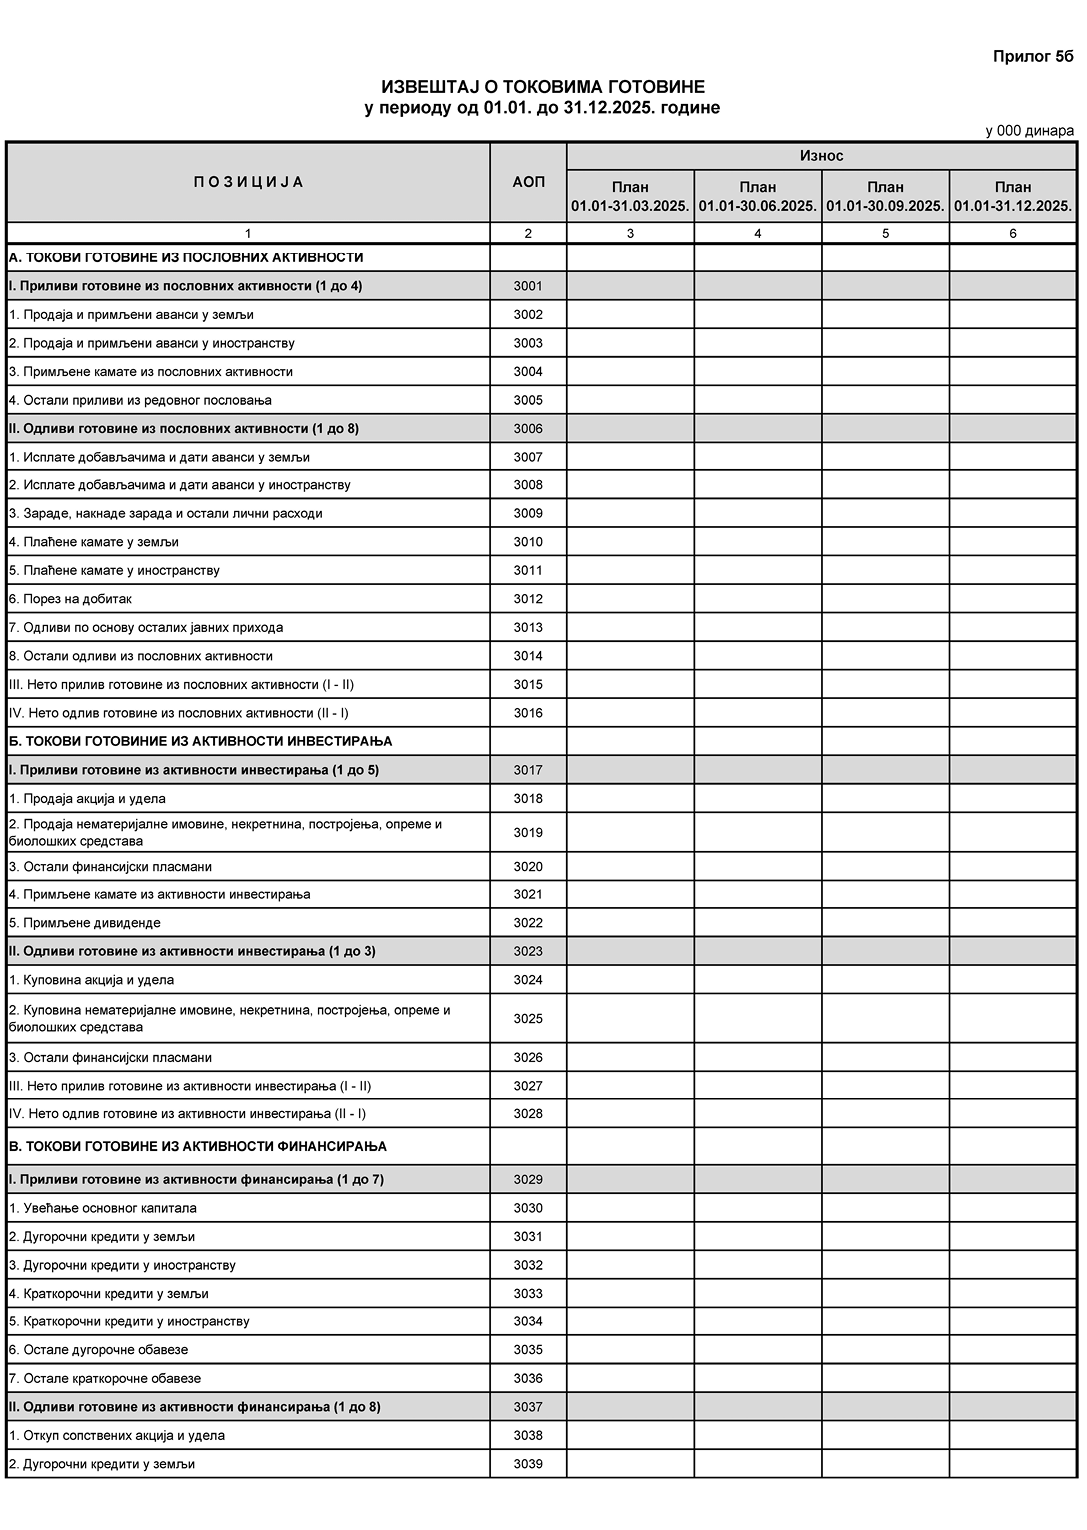 Прилог 5б
ИЗВЕШТАЈ О ТОКОВИМА ГОТОВИНЕ
у периоду од 01.01. до 31.12.2025. године
у 000 динара
П О З И Ц И Ј А АОП Износ
План План План План
01.01-31.03.2025. 01.01-30.06.2025. 01.01-30.09.2025. 01.01-31.12.2025.
1 2 3 4 5 6
А. ТОКОВИ ГОТОВИНЕ ИЗ ПОСЛОВНИХ АКТИВНОСТИ
I. Приливи готовине из пословних активности (1 до 4) 3001
1. Продаја и примљени аванси у земљи 3002
2. Продаја и примљени аванси у иностранству 3003
3. Примљене камате из пословних активности 3004
4. Остали приливи из редовног пословања 3005
II. Одливи готовине из пословних активности (1 до 8) 3006
1. Исплате добављачима и дати аванси у земљи 3007
2. Исплате добављачима и дати аванси у иностранству 3008
3. Зараде, накнаде зарада и остали лични расходи 3009
4. Плаћене камате у земљи 3010
5. Плаћене камате у иностранству 3011
6. Порез на добитак 3012
7. Одливи по основу осталих јавних прихода 3013
8. Остали одливи из пословних активности 3014
III. Нето прилив готовине из пословних активности (I - II) 3015
IV. Нето одлив готовине из пословних активности (II - I) 3016
Б. ТОКОВИ ГОТОВИНИЕ ИЗ АКТИВНОСТИ ИНВЕСТИРАЊА
I. Приливи готовине из активности инвестирања (1 до 5) 3017
1. Продаја акција и удела 3018
2. Продаја нематеријалне имовине, некретнина, постројења, опреме и
биолошких средстава 3019
3. Остали финансијски пласмани 3020
4. Примљене камате из активности инвестирања 3021
5. Примљене дивиденде 3022
II. Одливи готовине из активности инвестирања (1 до 3) 3023
1. Куповина акција и удела 3024
2. Куповина нематеријалне имовине, некретнина, постројења, опреме и
биолошких средстава 3025
3. Остали финансијски пласмани 3026
III. Нето прилив готовине из активности инвестирања (I - II) 3027
IV. Нето одлив готовине из активности инвестирања (II - I) 3028
В. ТОКОВИ ГОТОВИНЕ ИЗ АКТИВНОСТИ ФИНАНСИРАЊА
I. Приливи готовине из активности финансирања (1 до 7) 3029
1. Увећање основног капитала 3030
2. Дугорочни кредити у земљи 3031
3. Дугорочни кредити у иностранству 3032
4. Краткорочни кредити у земљи 3033
5. Краткорочни кредити у иностранству 3034
6. Остале дугорочне обавезе 3035
7. Остале краткорочне обавезе 3036
II. Одливи готовине из активности финансирања (1 до 8) 3037
1. Откуп сопствених акција и удела 3038
2. Дугорочни кредити у земљи 3039